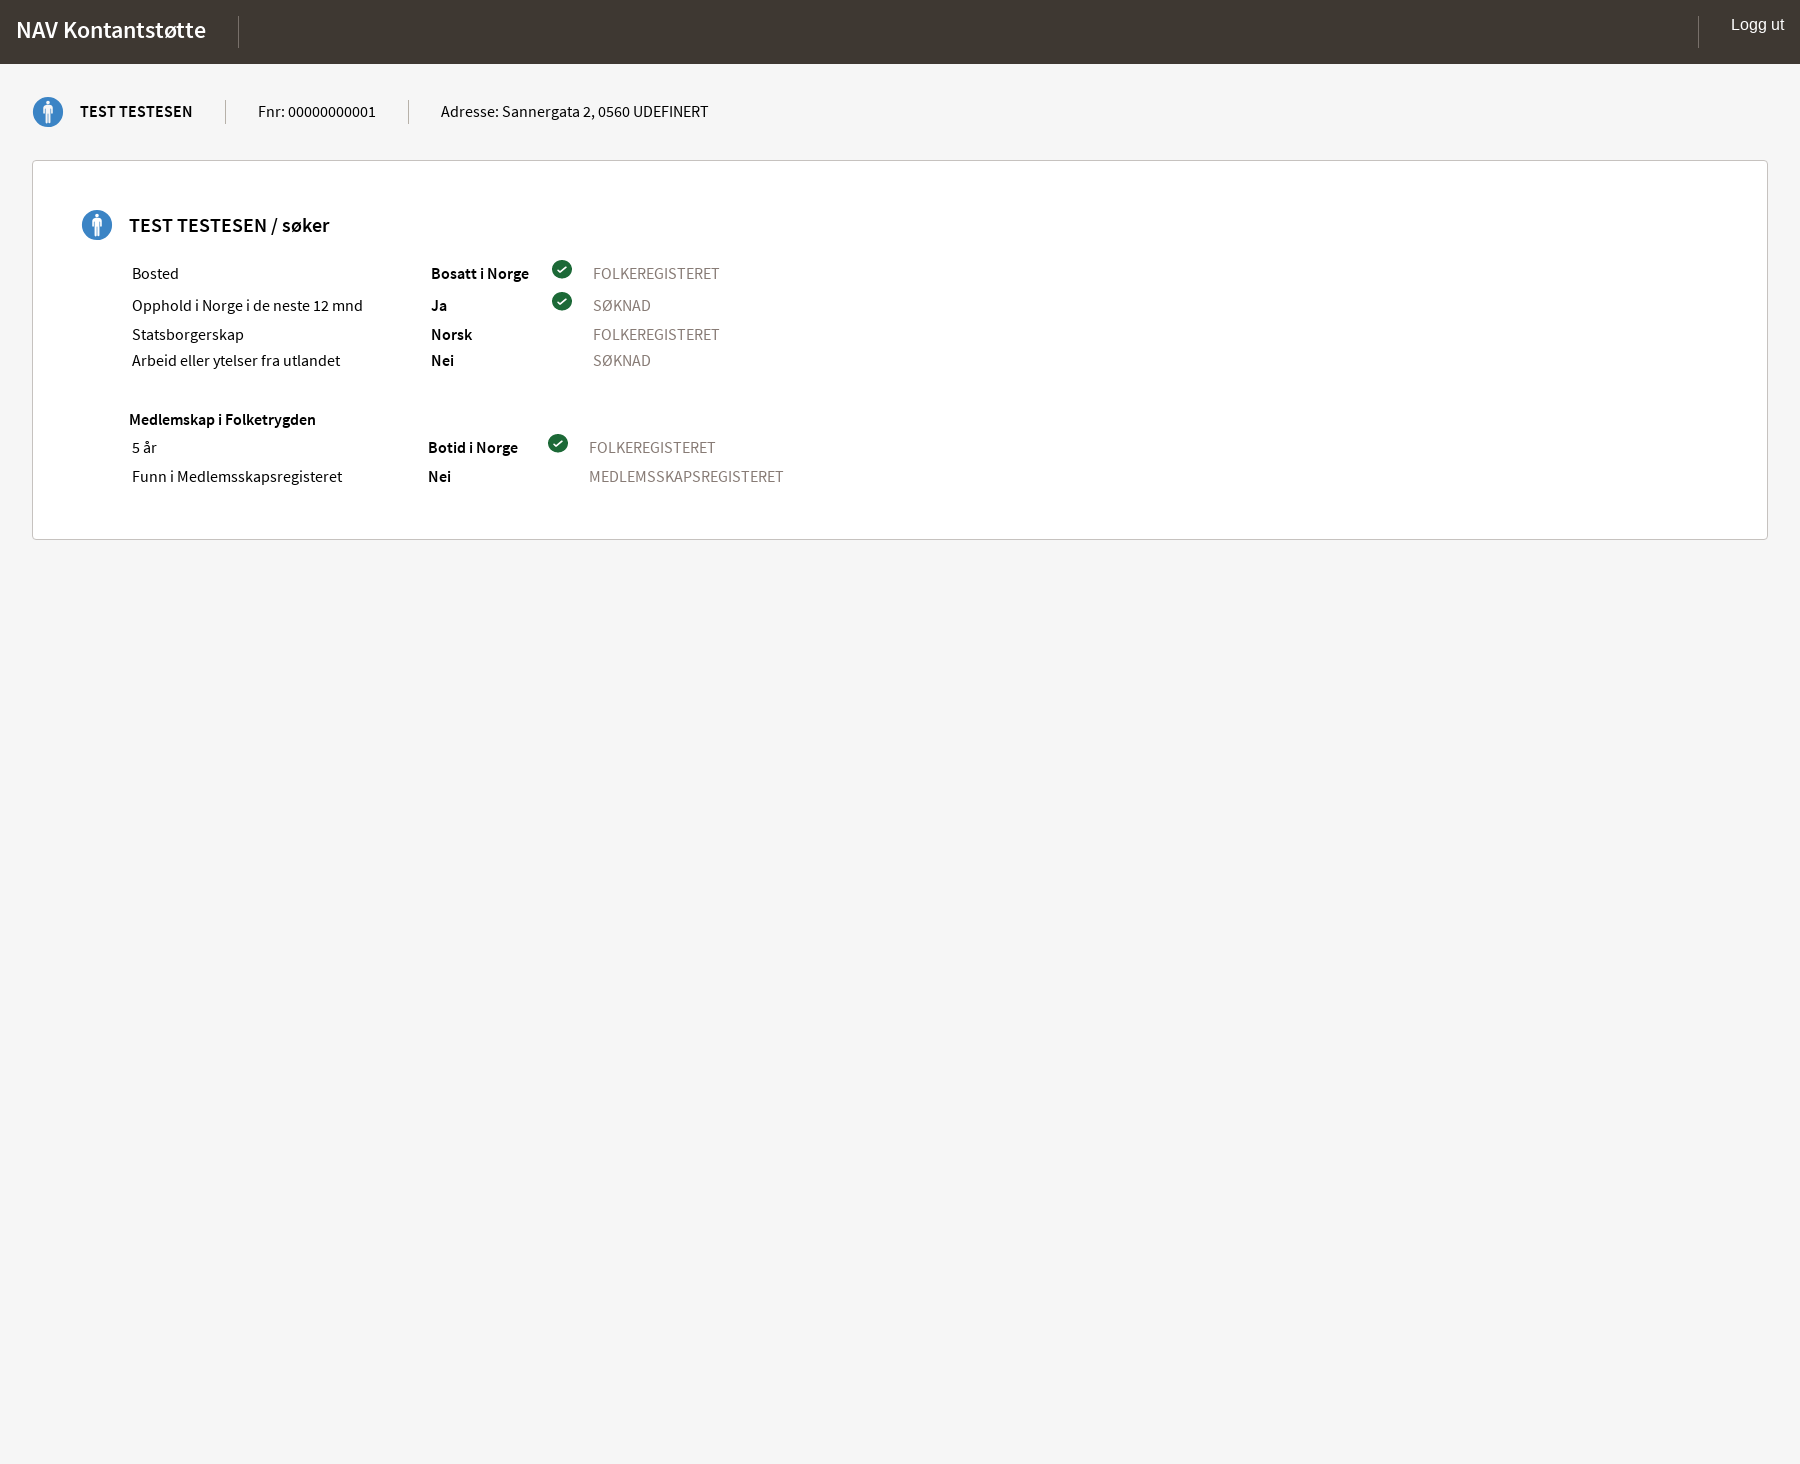 NAV Kontantstøtte Logg ut
TEST TESTESEN Fnr: 00000000001 Adresse: Sannergata 2, 0560 UDEFINERT
TEST TESTESEN / søker
Bosted Bosatt i Norge FOLKEREGISTERET
Opphold i Norge i de neste 12 mnd Ja SØKNAD
Statsborgerskap Norsk FOLKEREGISTERET
Arbeid eller ytelser fra utlandet Nei SØKNAD
Medlemskap i Folketrygden
5 år Botid i Norge FOLKEREGISTERET
Funn i Medlemsskapsregisteret Nei MEDLEMSSKAPSREGISTERET